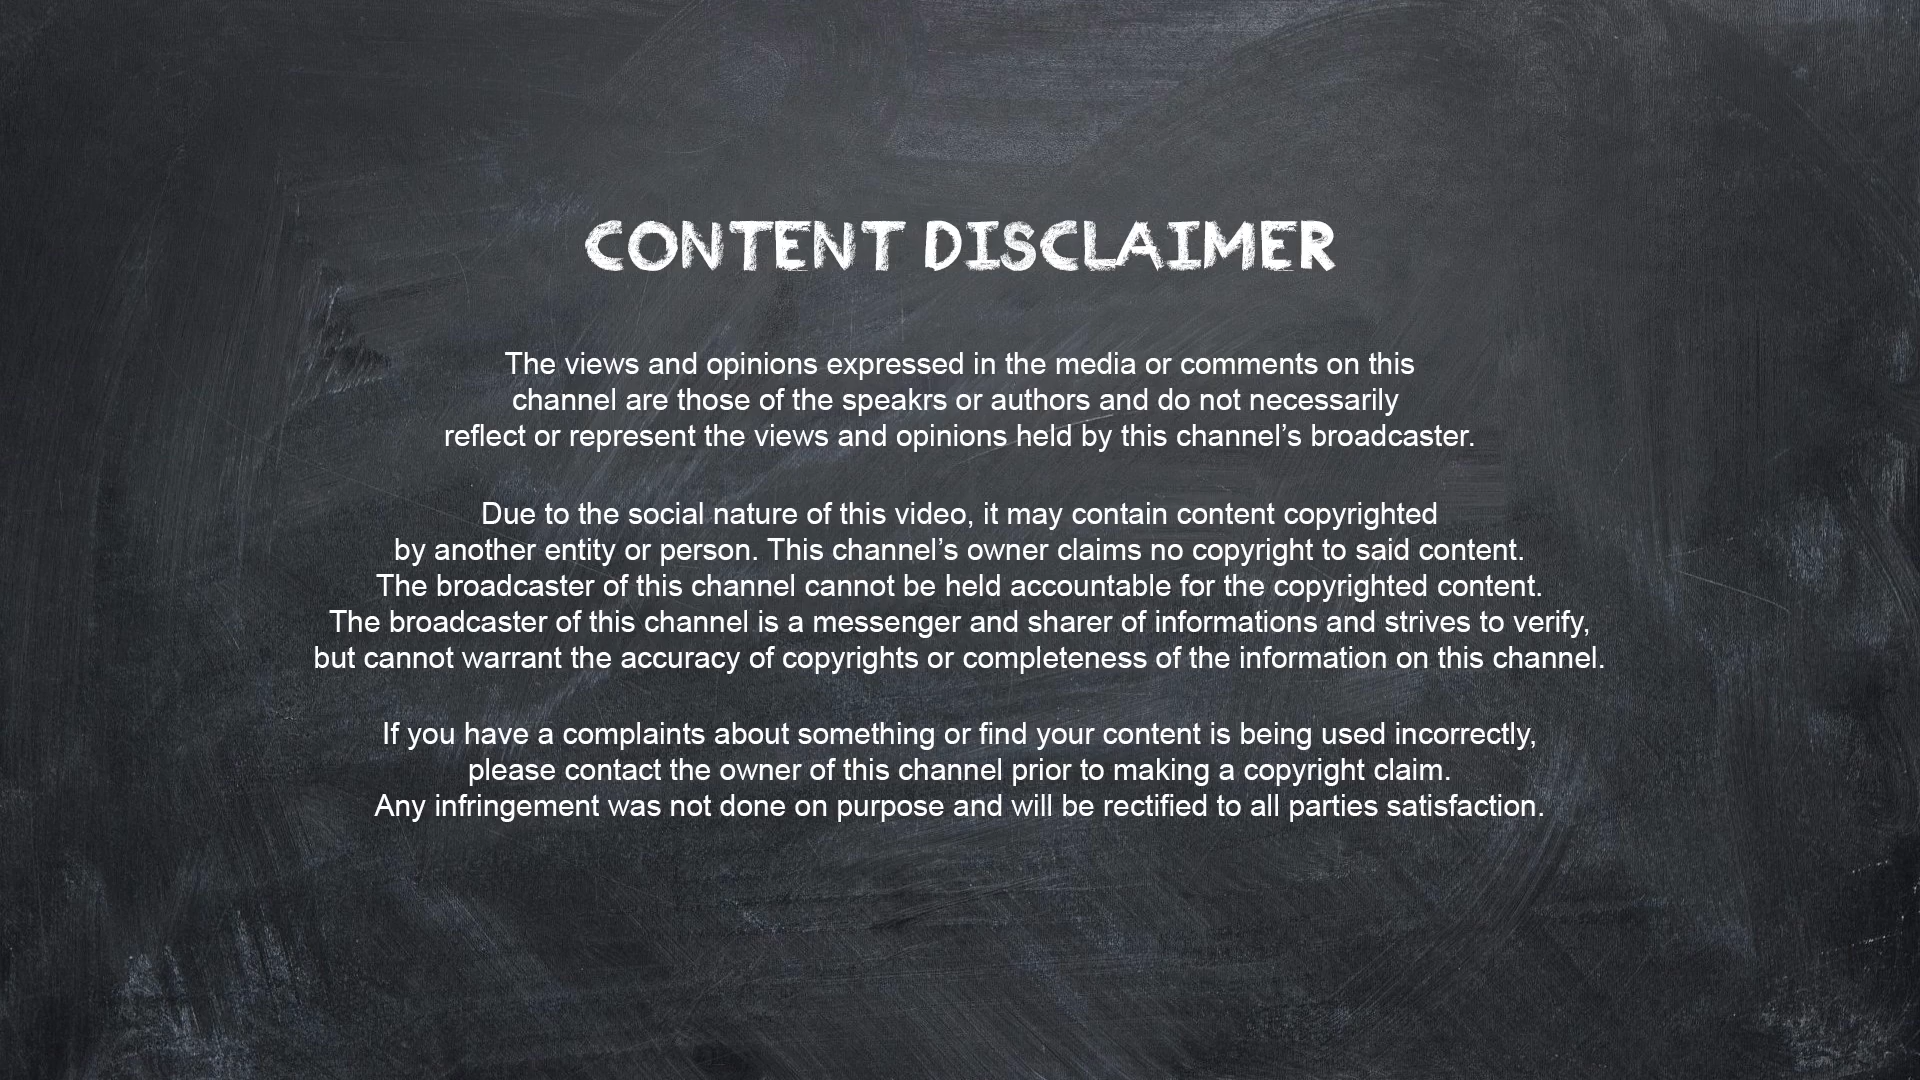 CONTENT DISCLAIMER
The views and opinions expressed in the media or comments on this
channel are those of the speakrs or authors and do not necessarily
reflect or represent the views and opinions held by this channel’s broadcaster.
Due to the social nature of this video, it may contain content copyrighted
by another entity or person. This channel’s owner claims no copyright to said content.
The broadcaster of this channel cannot be held accountable for the copyrighted content.
The broadcaster of this channel is a messenger and sharer of informations and strives to verify,
but cannot warrant the accuracy of copyrights or completeness of the information on this channel.
If you have a complaints about something or find your content is being used incorrectly,
please contact the owner of this channel prior to making a copyright claim.
Any infringement was not done on purpose and will be rectified to all parties satisfaction.